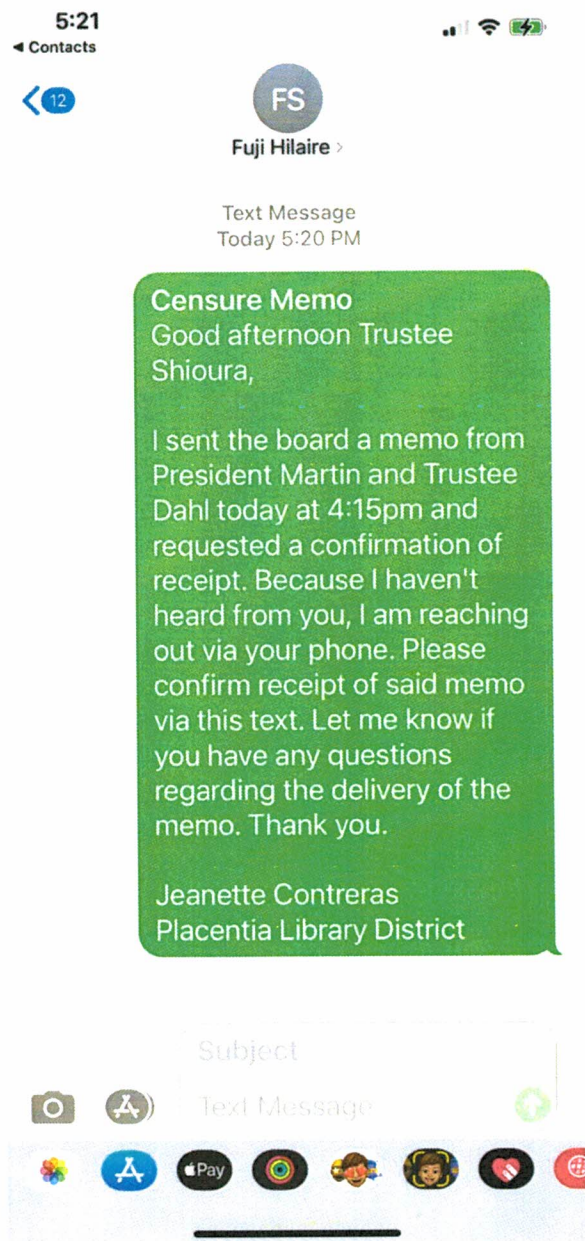 5:21
◀ Contacts
12
FS
Fuji Hilaire >
Text Message
Today 5:20 PM
Censure Memo
Good afternoon Trustee
Shioura,
I sent the board a memo from
President Martin and Trustee
Dahl today at 4:15pm and
requested a confirmation of
receipt. Because I haven't
heard from you, I am reaching
out via your phone. Please
confirm receipt of said memo
via this text. Let me know if
you have any questions
regarding the delivery of the
memo. Thank you.
Jeanette Contreras
Placentia Library District
Subject
Text Message
Pay